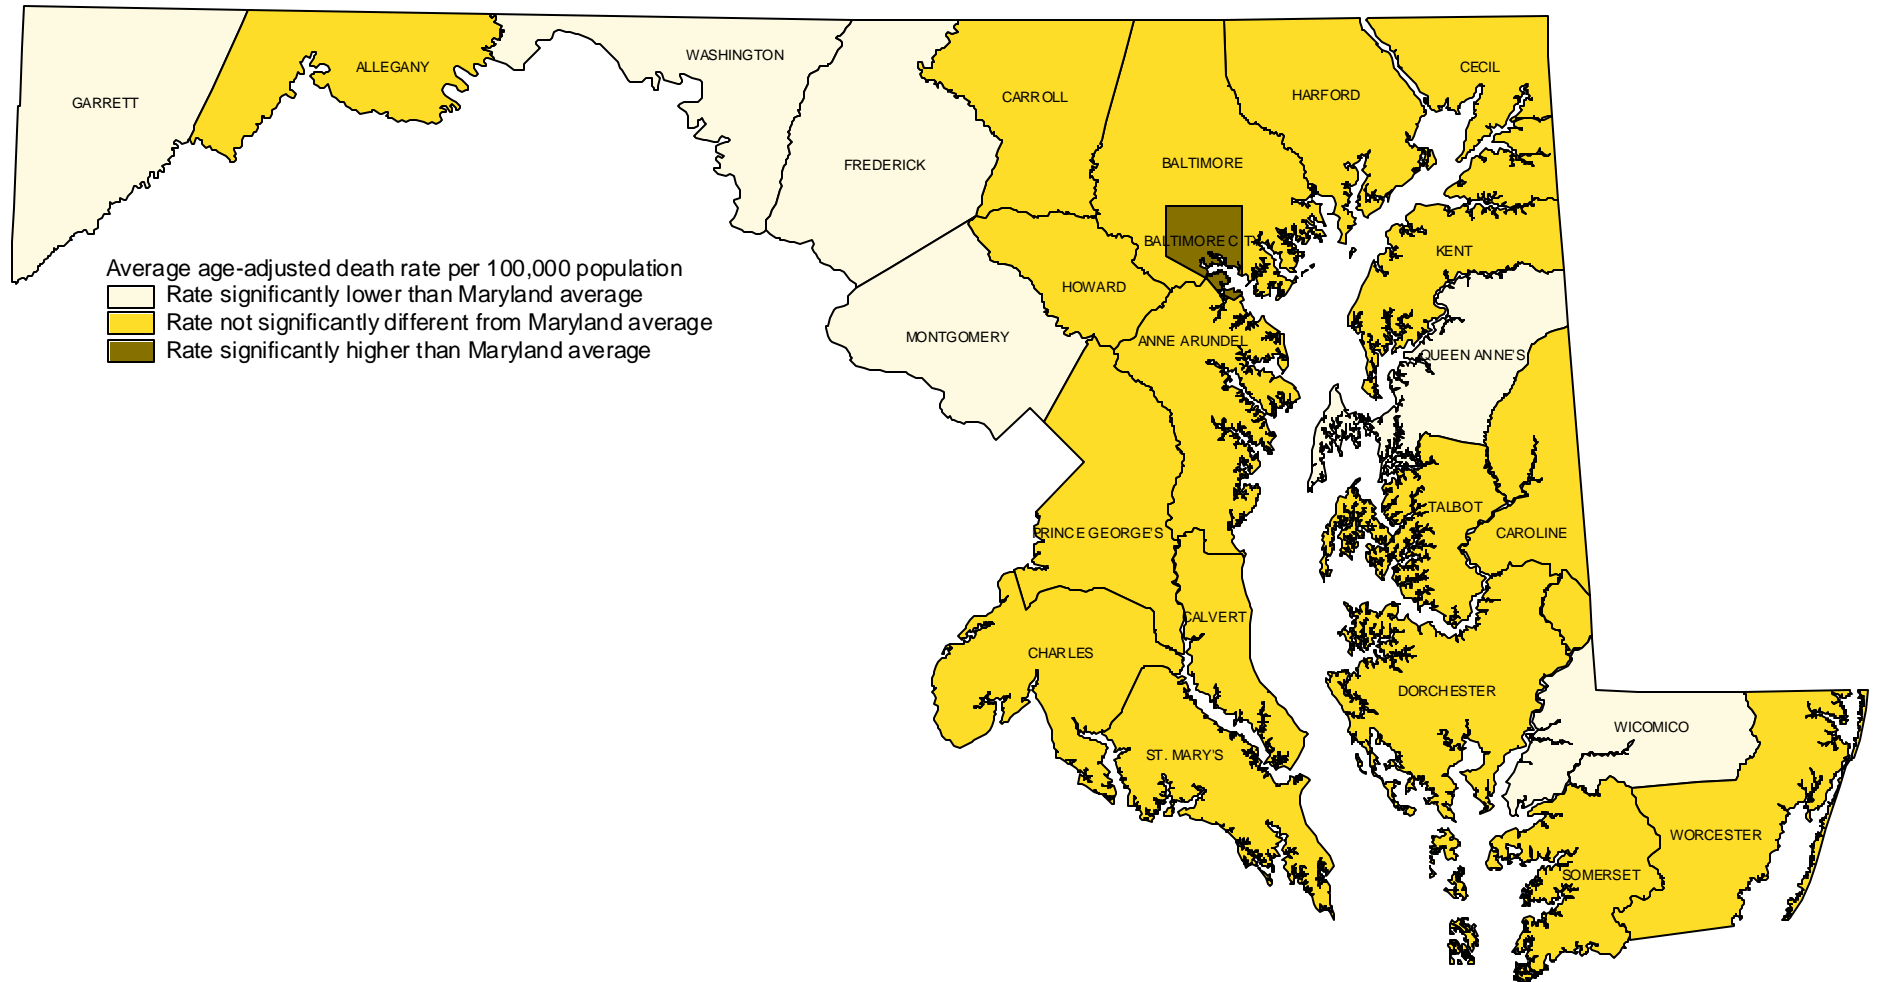 CECIL
WASHINGTON
ALLEGANY
GARRETT
CARROLL
HARFORD
FREDERICK
BALTIMORE
BALTIMORE CITY
KENT
Average age-adjusted death rate per 100,000 population
Rate significantly lower than Maryland average
Rate not significantly different from Maryland average
Rate significantly higher than Maryland average
HOWARD
MONTGOMERY
ANNE ARUNDEL
QUEEN ANNE'S
TALBOT
PRINCE GEORGE'S
CAROLINE
CALVERT
CHARLES
DORCHESTER
WICOMICO
ST. MARY'S
WORCESTER
SOMERSET